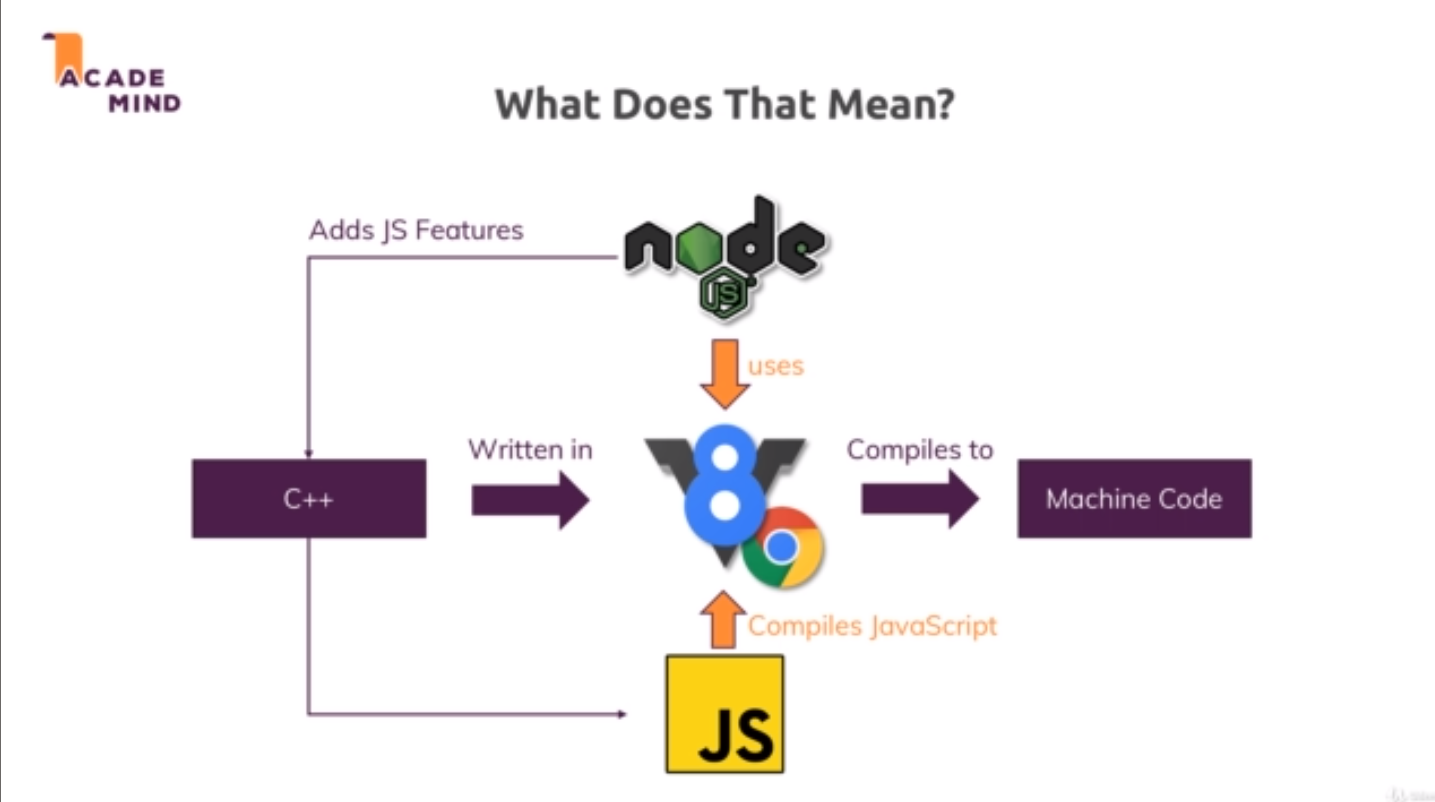 ACADE
MIND
What Does That Mean?
Adds JS Features
node
JS
uses
Written in
V8
Compiles to
C++
Machine Code
Compiles JavaScript
JS